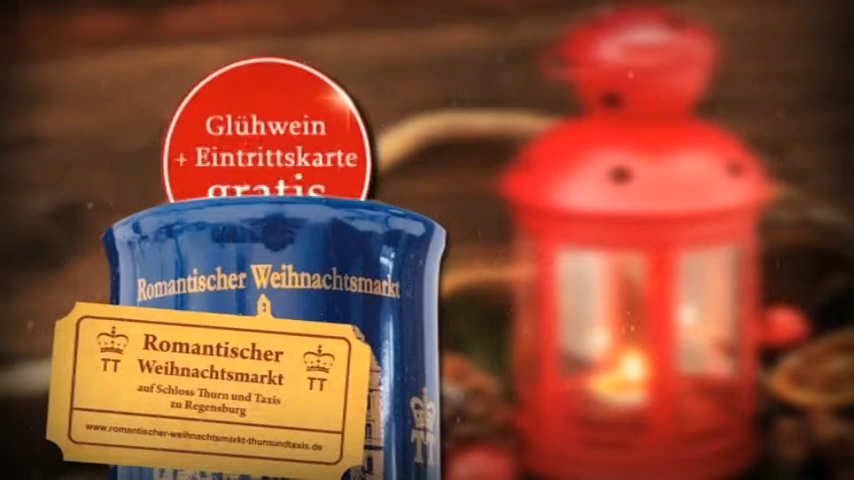 Glühwein
+ Eintrittskarte
gratis
Romantischer Weihnachtsmarkt
TT
Romantischer
Weihnachtsmarkt
auf Schloss Thurn und Taxis
zu Regensburg
TT
www.romantischer-weihnachtsmarkt-thurnundtaxis.de
TT